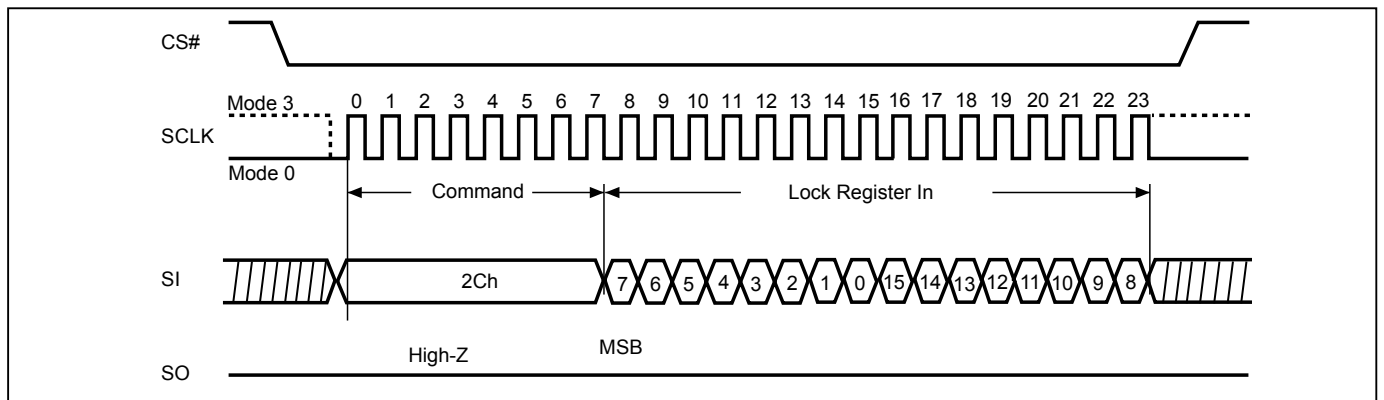 CS#
Mode 3
0 1 2 3 4 5 6 7 8 9 10 11 12 13 14 15 16 17 18 19 20 21 22 23
SCLK
Mode 0
Command
Lock Register In
SI
2Ch
7 6 5 4 3 2 1 0 15 14 13 12 11 10 9 8
High-Z
MSB
SO